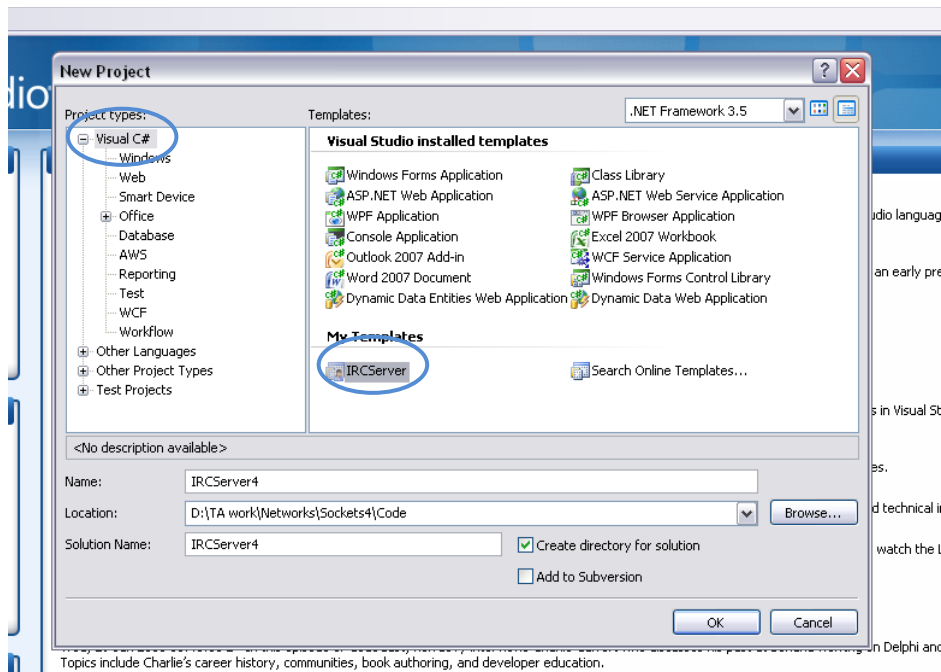 dio
New Project
Project types:
Templates:
.NET Framework 3.5
Visual C#
Windows
Web
Smart Device
Office
Database
AWS
Reporting
Test
WCF
Workflow
Other Languages
Other Project Types
Test Projects
Visual Studio installed templates
Windows Forms Application
Class Library
ASP.NET Web Application
ASP.NET Web Service Application
WPF Application
WPF Browser Application
Console Application
Excel 2007 Workbook
Outlook 2007 Add-in
WCF Service Application
Word 2007 Document
Windows Forms Control Library
Dynamic Data Entities Web Application
Dynamic Data Web Application
My Templates
IRCServer
Search Online Templates...
<No description available>
Name:
IRCServer4
Location:
D:\TA work\Networks\Sockets4\Code
Browse...
Solution Name:
IRCServer4
Create directory for solution
Add to Subversion
OK
Cancel
udio languag
an early pre
s in Visual St
es.
d technical i
watch the L
in Delphi and
Topics include Charlie's career history, communities, book authoring, and developer education.